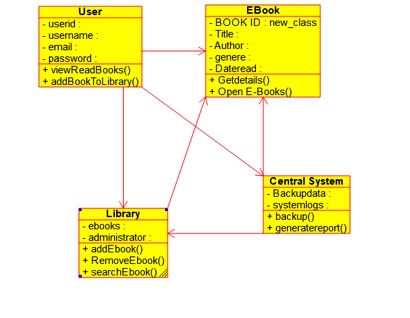 User
- userid :
- username :
- email :
- password :
+ viewReadBooks()
+ addBookToLibrary()
EBook
- BOOK ID : new_class
- Title :
- Author :
- genere :
- Dateread :
+ Getdetails()
+ Open E-Books()
Central System
- Backupdata :
- systemlogs :
+ backup()
+ generatereport()
Library
- ebooks :
- administrator :
+ addEbook()
+ RemoveEbook()
+ searchEbook()